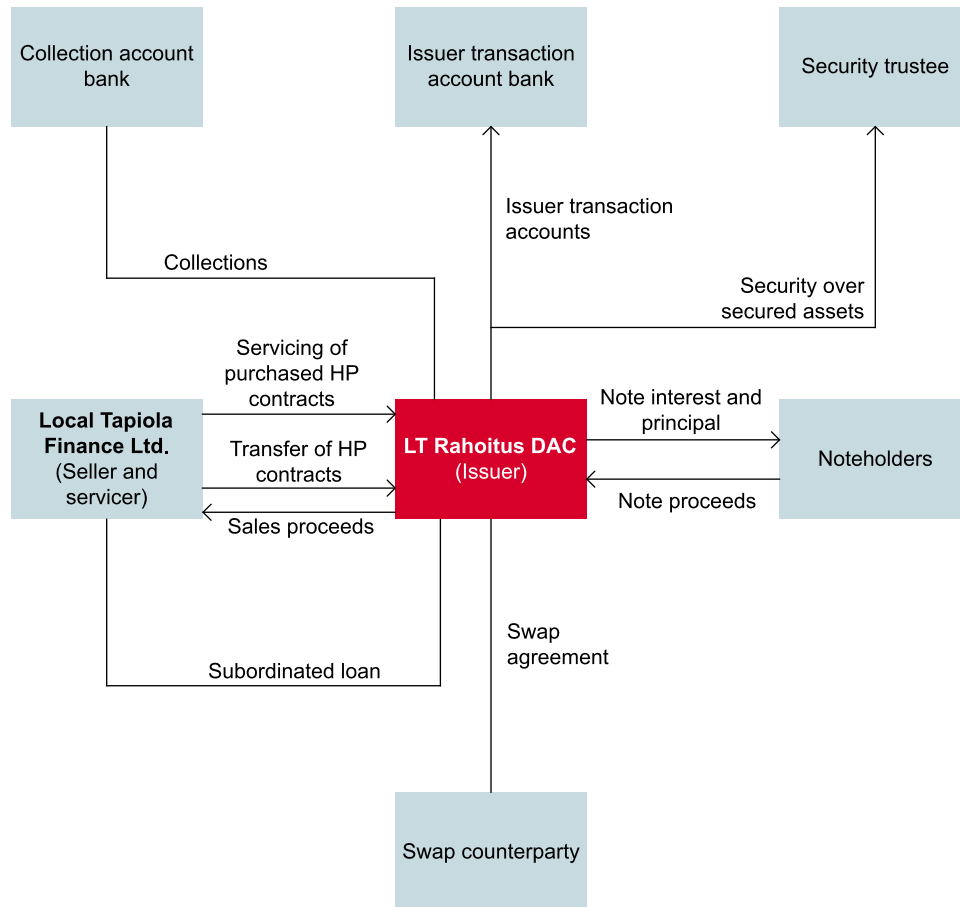 Collection account
bank
Issuer transaction
account bank
Security trustee
Issuer transaction
accounts
Collections
Security over
secured assets
Servicing of
purchased HP
contracts
Local Tapiola
Finance Ltd.
(Seller and
servicer)
Transfer of HP
contracts
Sales proceeds
LT Rahoitus DAC
(Issuer)
Note interest and
principal
Note proceeds
Noteholders
Subordinated loan
Swap
agreement
Swap counterparty